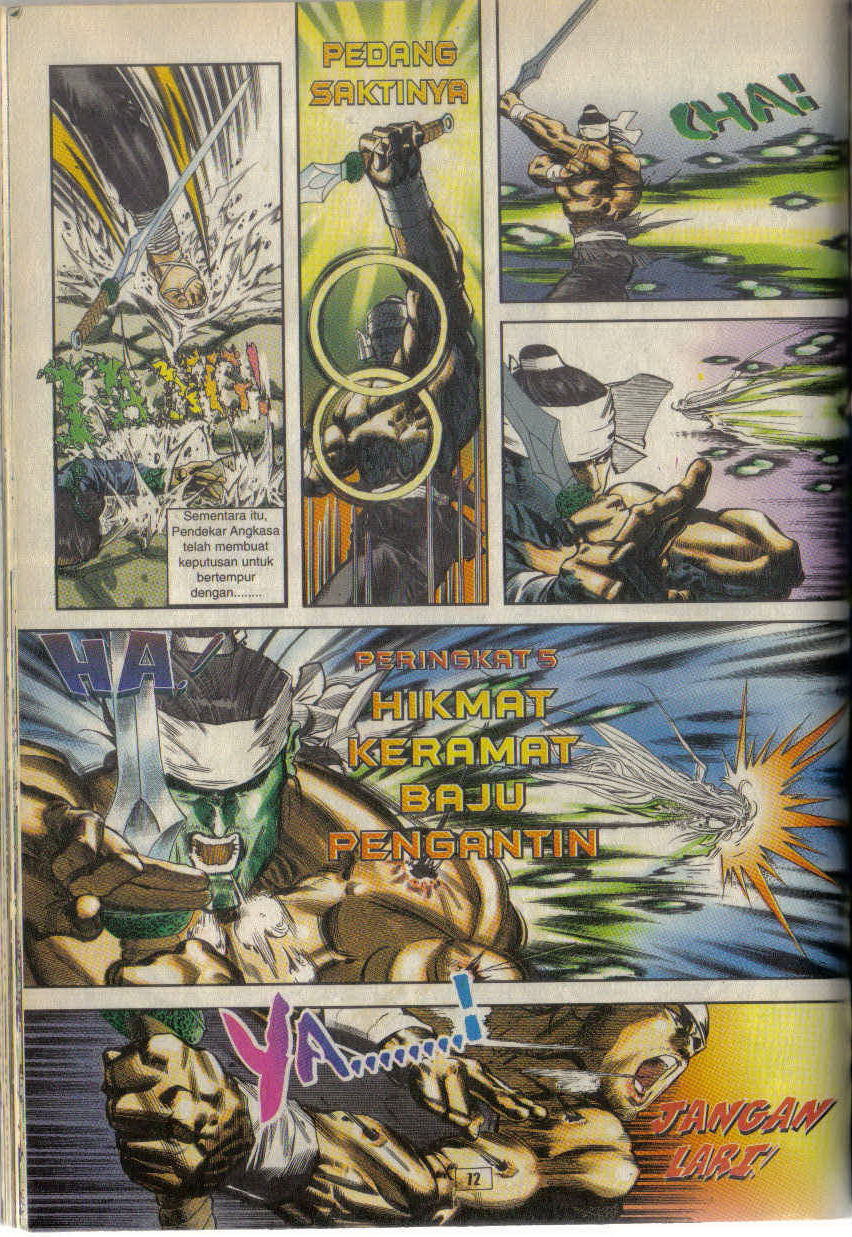 Sementara itu,
Pendekar Angkasa
telah membuat
keputusan untuk
bertempur
dengan........
PEDANG
SAKTINYA
CHA!
HA!
PERINGKAT 5
HIKMAT
KERAMAT
BAJU
PENGANTIN
YA........!
JANGAN
LARI!
72